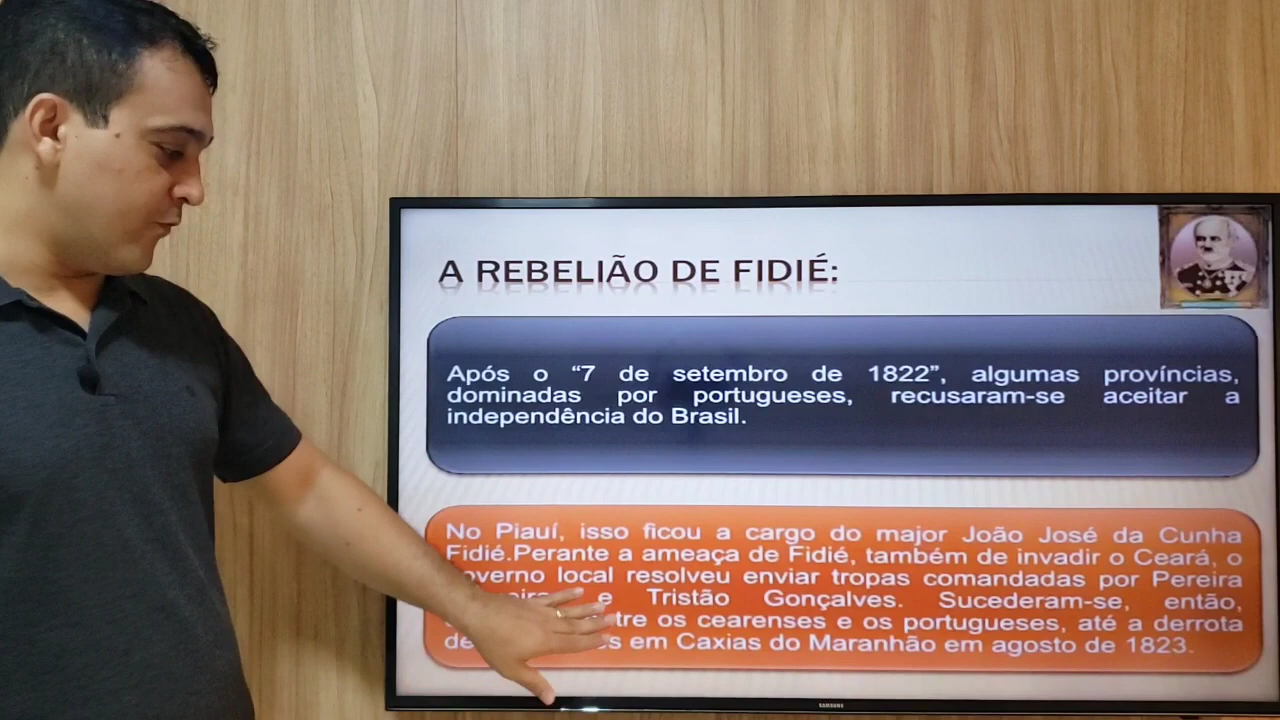 A REBELIÃO DE FIDIÉ:
Após o “7 de setembro de 1822”, algumas províncias,
dominadas por portugueses, recusaram-se aceitar a
independência do Brasil.
No Piauí, isso ficou a cargo do major João José da Cunha
Fidié.Perante a ameaça de Fidié, também de invadir o Ceará, o
overno local resolveu enviar tropas comandadas por Pereira
e Tristão Gonçalves. Sucederam-se, então,
tre os cearenses e os portugueses, até a derrota
em Caxias do Maranhão em agosto de 1823.
SAMSUNG